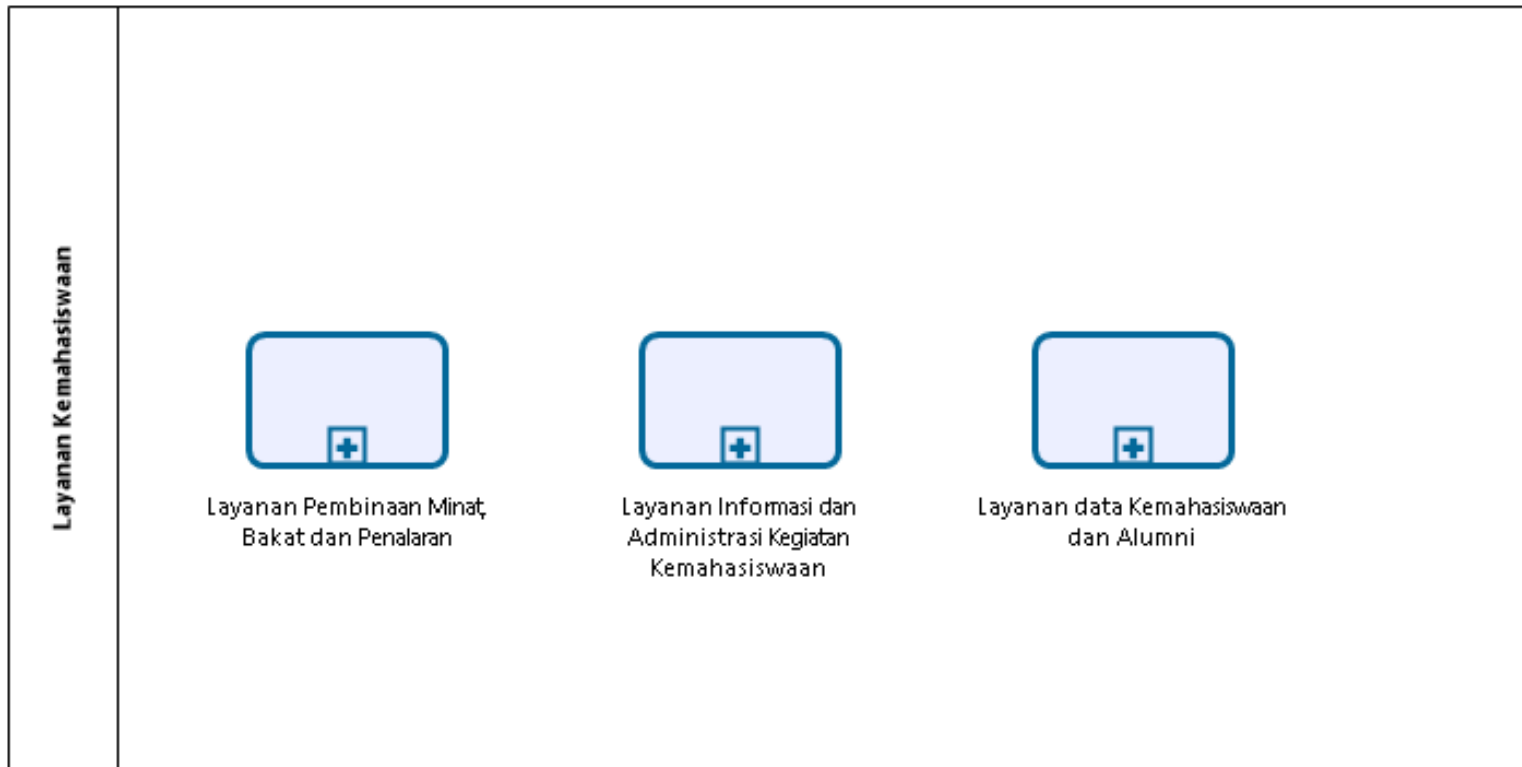 Layanan Kemahasiswaan
Layanan Pembinaan Minat,
Bakat dan Penalaran
Layanan Informasi dan
Administrasi Kegiatan
Kemahasiswaan
Layanan data Kemahasiswaan
dan Alumni